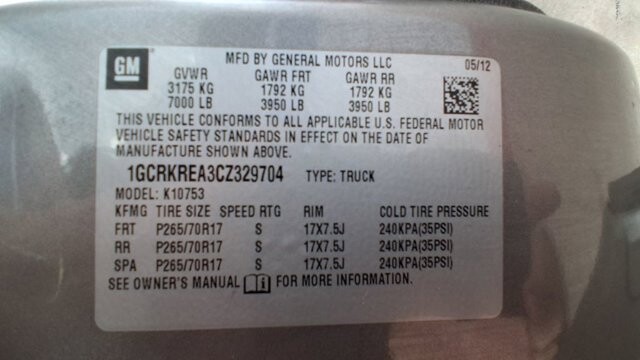 GM
MFD BY GENERAL MOTORS LLC 05/12
GVWR GAWR FRT GAWR RR
3175 KG 1792 KG 1792 KG
7000 LB 3950 LB 3950 LB
THIS VEHICLE CONFORMS TO ALL APPLICABLE U.S. FEDERAL MOTOR
VEHICLE SAFETY STANDARDS IN EFFECT ON THE DATE OF
MANUFACTURE SHOWN ABOVE.
1GCRKREA3CZ329704 TYPE: TRUCK
MODEL: K10753
KFMG TIRE SIZE SPEED RTG RIM COLD TIRE PRESSURE
FRT P265/70R17 S 17X7.5J 240KPA(35PSI)
RR P265/70R17 S 17X7.5J 240KPA(35PSI)
SPA P265/70R17 S 17X7.5J 240KPA(35PSI)
SEE OWNER'S MANUAL FOR MORE INFORMATION.